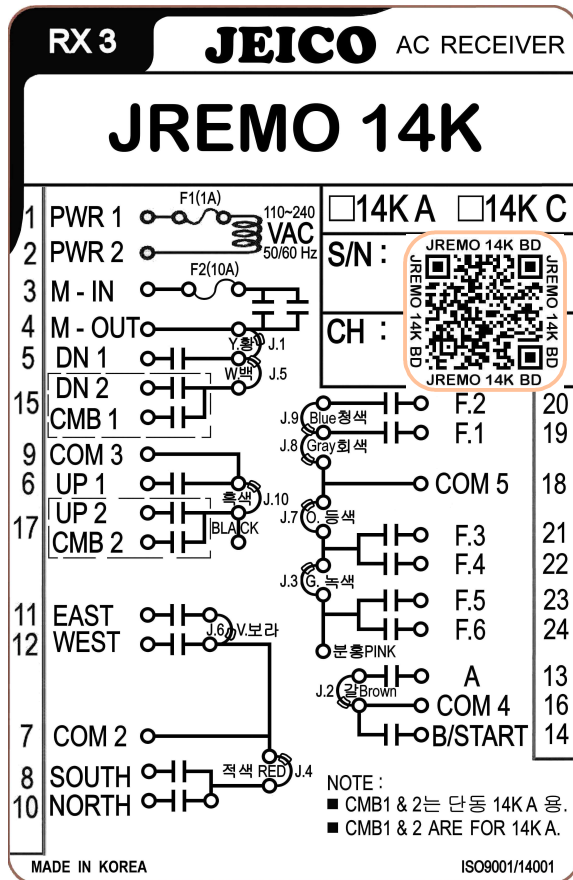 RX 3 JEICO AC RECEIVER
JREMO 14K
□14K A □14K C
S/N :
CH :
JREMO 14K BD
JREMO 14K BD
JREMO 14K BD
JREMO 14K BD
F1(1A)
1 PWR 1 110~240
VAC
2 PWR 2 50/60 Hz
F2(10A)
3 M - IN
4 M - OUT
Y.황 J.1
5 DN 1
W백 J.5
15 DN 2
CMB 1
9 COM 3
6 UP 1
흑색 J.10
17 UP 2
BLACK
CMB 2
11 EAST
J.6 V.보라
12 WEST
7 COM 2
적색 RED J.4
8 SOUTH
10 NORTH
F.2 20
J.9 Blue청색
F.1 19
J.8 Gray회색
COM 5 18
J.7 O. 등색
F.3 21
F.4 22
J.3 G. 녹색
F.5 23
F.6 24
분홍PINK
A 13
J.2 갈Brown
COM 4 16
B/START 14
NOTE :
■ CMB1 & 2는 단동 14K A 용.
■ CMB1 & 2 ARE FOR 14K A.
MADE IN KOREA ISO9001/14001